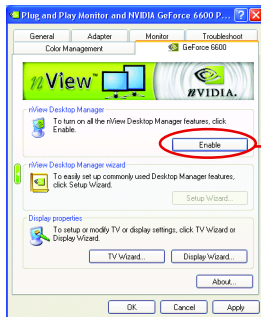 Plug and Play Monitor and NVIDIA GeForce 6600 P...
General Adapter Monitor Troubleshoot
Color Management GeForce 6600
nView
nVIDIA.
nView Desktop Manager
To turn on all the nView Desktop Manager features, click
Enable.
Enable
nView Desktop Manager wizard
To easily set up commonly used Desktop Manager features,
click Setup Wizard.
Setup Wizard...
Display properties
To setup or modify TV or display settings, click TV Wizard or
Display Wizard.
TV Wizard...
Display Wizard...
About...
OK Cancel Apply